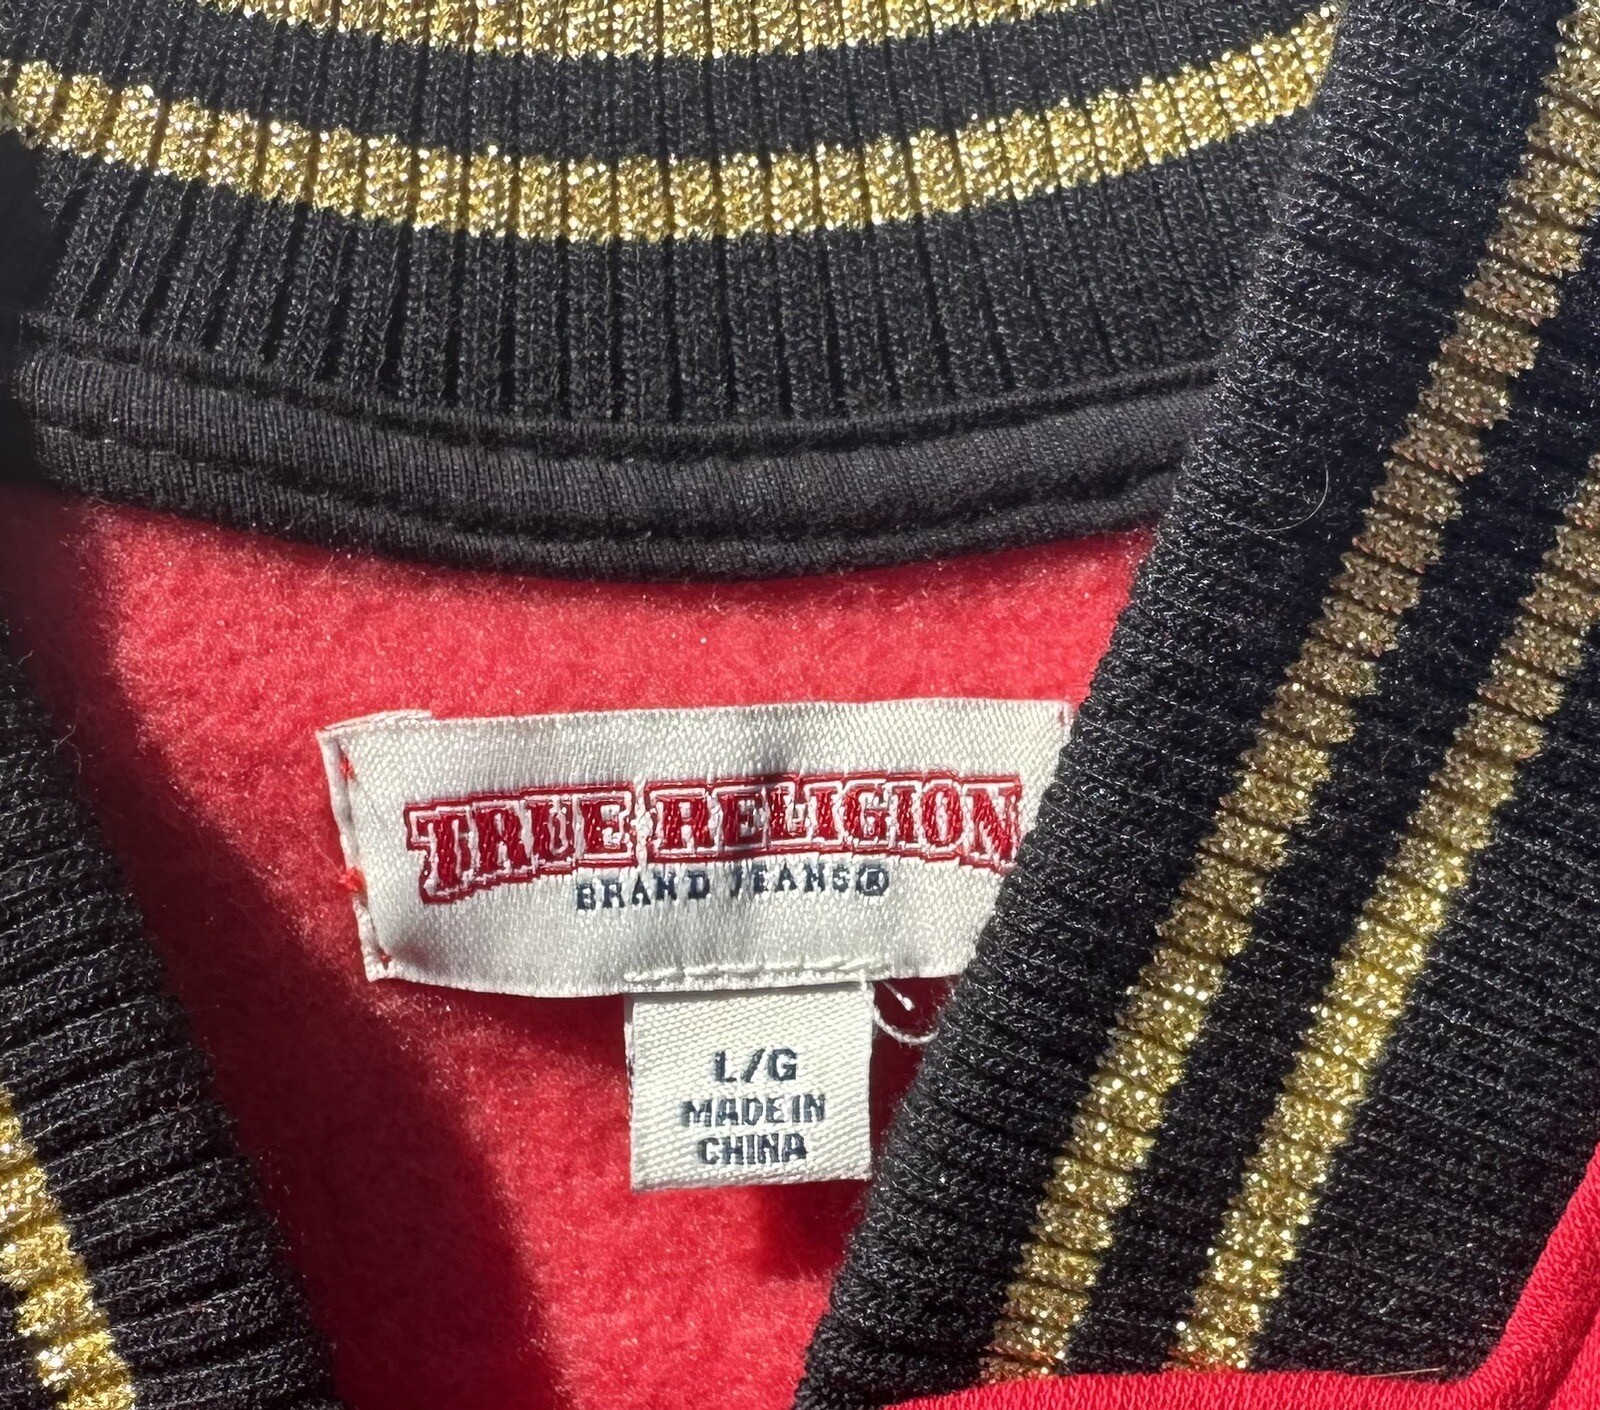 TRUE RELIGION
BRAND JEANS®
L/G
MADE IN
CHINA